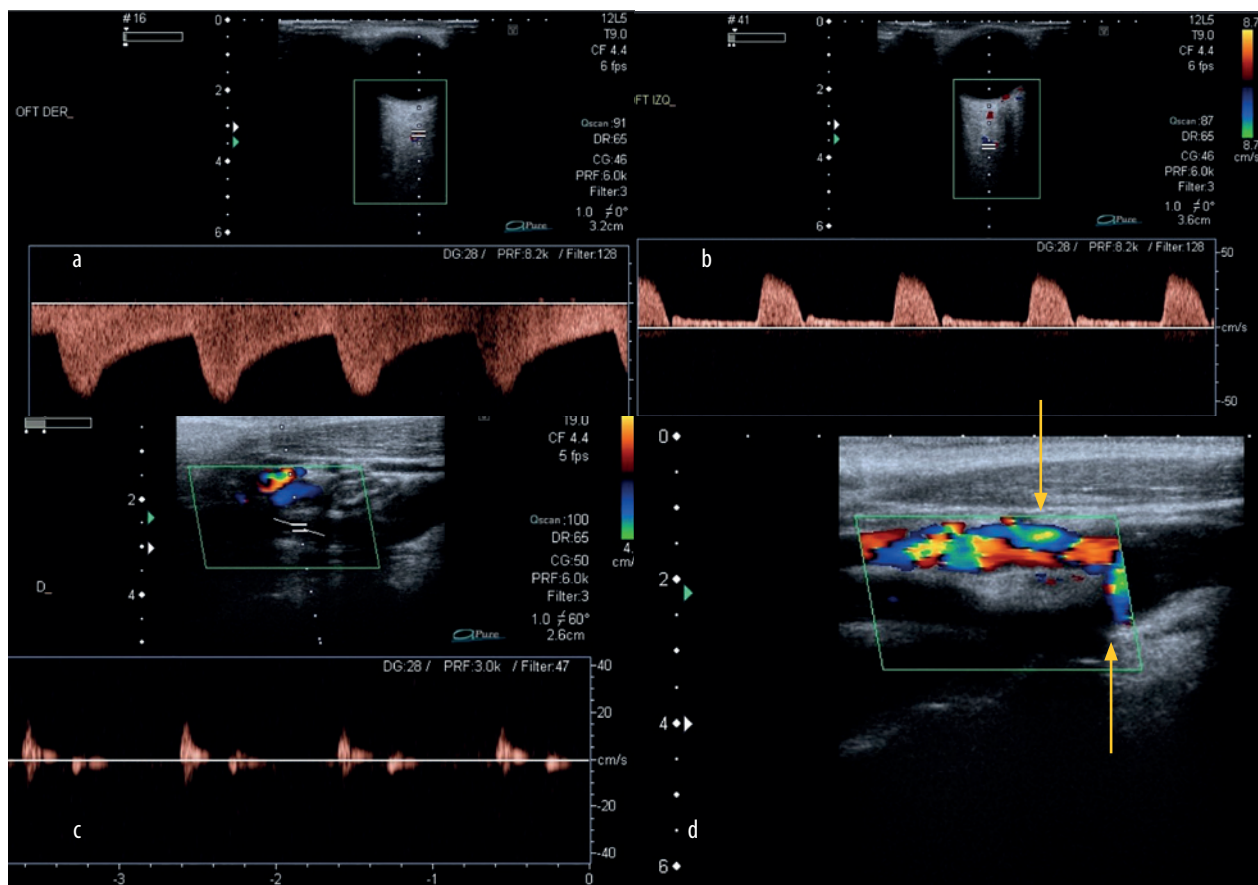 #16
0
2
4
6
12L5
T9.0
CF 4.4
6 fps
OFT DER_
Qscan :91
DR:65
CG:46
PRF:6.0k
Filter:3
1.0 ≠0°
3.2cm
aPure
a
DG:28 / PRF:8.2k / Filter:128
#41
0
2
4
6
12L5
T9.0
CF 4.4
6 fps
8.7
8.7
cm/s
FT IZQ_
Qscan :87
DR:65
CG:46
PRF:6.0k
Filter:3
1.0 ≠0°
3.6cm
aPure
b
DG:28 / PRF:8.2k / Filter:128
50
cm/s
-50
T9.0
CF 4.4
5 fps
2
4
D_
Qscan :100
DR:65
CG:50
PRF:6.0k
Filter:3
1.0 ≠60°
2.6cm
aPure
4.
cm/
DG:28 / PRF:3.0k / Filter:47
40
20
cm/s
-20
-40
c
-3
-2
-1
0
0
2
4
6
d